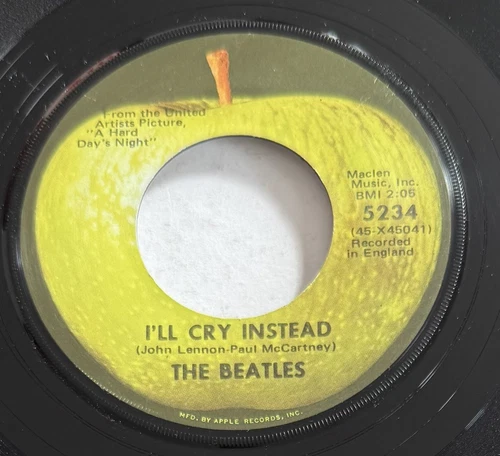 From the United
Artists Picture,
"A Hard
Day's Night"
Maclen
Music, Inc.
BMI 2:05
5234
(45-X45041)
Recorded
in England
I'LL CRY INSTEAD
(John Lennon-Paul McCartney)
THE BEATLES
MFD. BY APPLE RECORDS, INC.